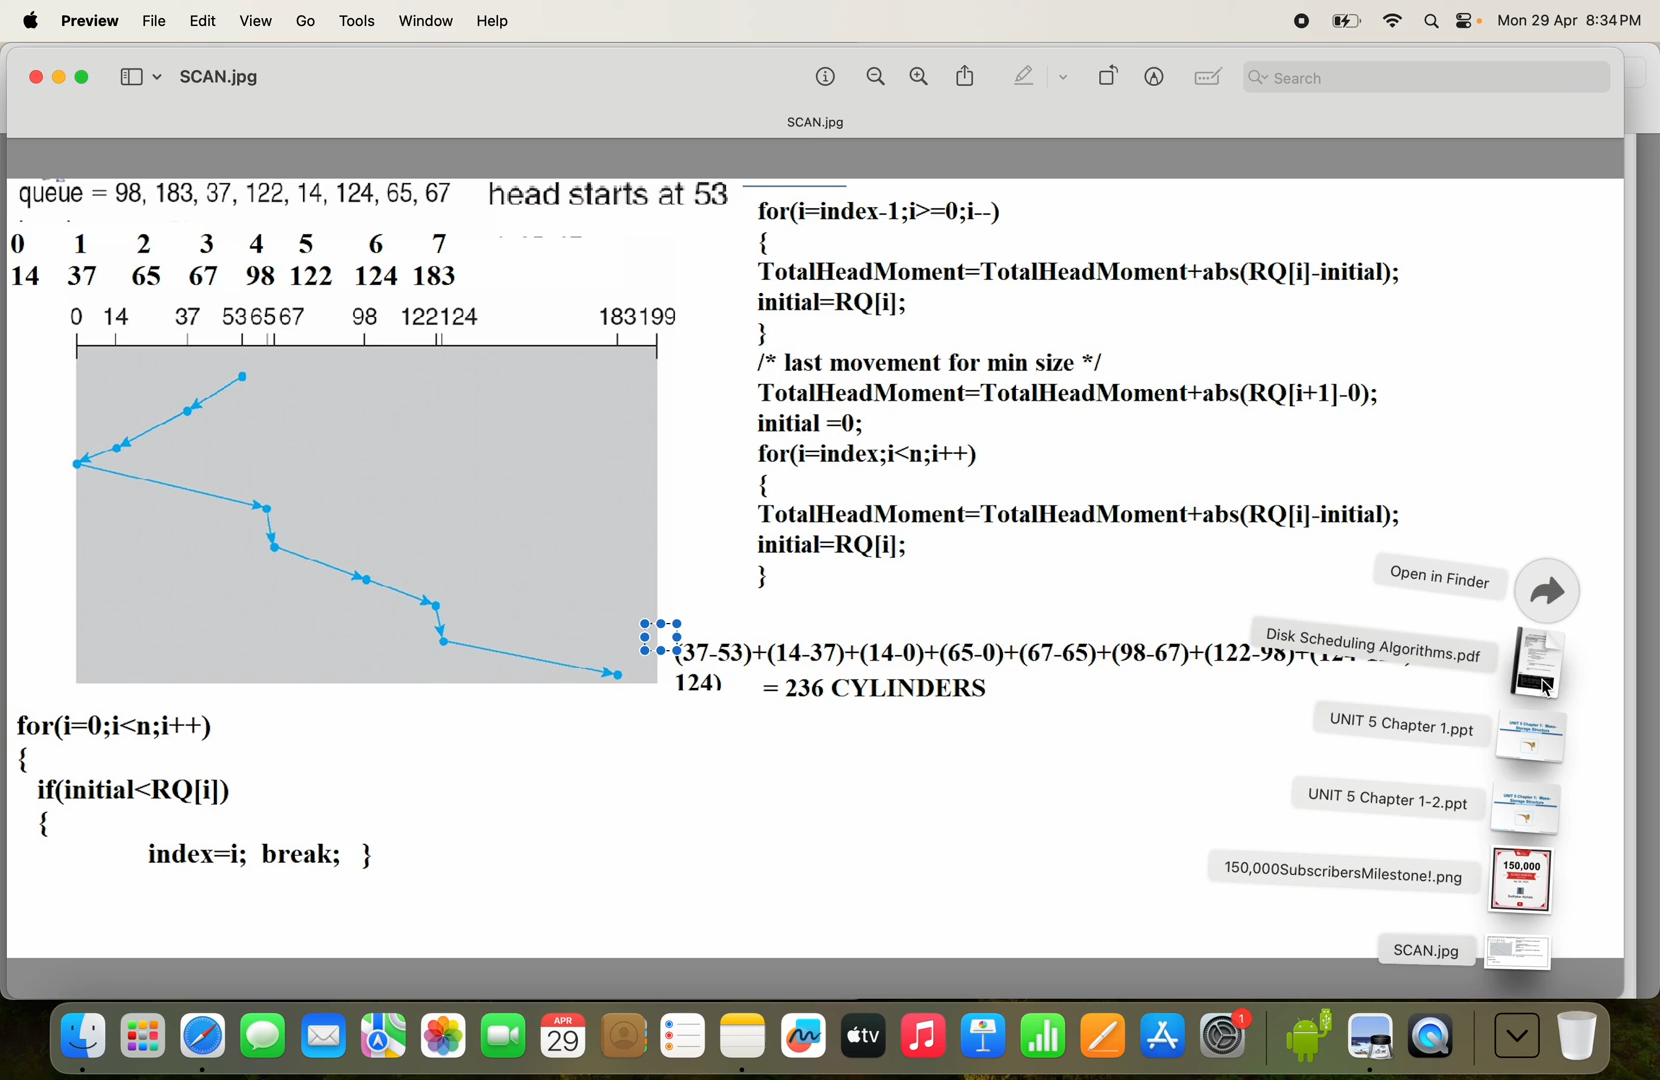 Preview File Edit View Go Tools Window Help Mon 29 Apr 8:34 PM
SCAN.jpg Search
SCAN.jpg
queue = 98, 183, 37, 122, 14, 124, 65, 67 head starts at 53
0 1 2 3 4 5 6 7
14 37 65 67 98 122 124 183
0 14 37 53 65 67 98 122 124 183 199
for(i=index-1;i>=0;i--)
{
TotalHeadMoment=TotalHeadMoment+abs(RQ[i]-initial);
initial=RQ[i];
}
/* last movement for min size */
TotalHeadMoment=TotalHeadMoment+abs(RQ[i+1]-0);
initial =0;
for(i=index;i<n;i++)
{
TotalHeadMoment=TotalHeadMoment+abs(RQ[i]-initial);
initial=RQ[i];
}
(37-53)+(14-37)+(14-0)+(65-0)+(67-65)+(98-67)+(122-98)+
124) = 236 CYLINDERS
for(i=0;i<n;i++)
{
if(initial<RQ[i])
{
index=i; break; }
Open in Finder
Disk Scheduling Algorithms.pdf
UNIT 5 Chapter 1.ppt
UNIT 5 Chapter 1-2.ppt
150,000SubscribersMilestone!.png
150,000
SCAN.jpg
APR
29
tv
1